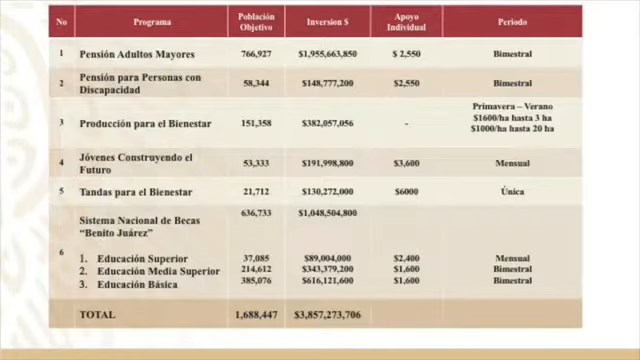 No Programa Población Objetivo Inversion $ Apoyo Individual Periodo
1 Pensión Adultos Mayores 766,927 $1,955,663,850 $ 2,550 Bimestral
2 Pensión para Personas con Discapacidad 58,344 $148,777,200 $2,550 Bimestral
3 Producción para el Bienestar 151,358 $382,057,056 - Primavera – Verano
$1600/ha hasta 3 ha
$1000/ha hasta 20 ha
4 Jóvenes Construyendo el Futuro 53,333 $191,998,800 $3,600 Mensual
5 Tandas para el Bienestar 21,712 $130,272,000 $6000 Única
6 Sistema Nacional de Becas “Benito Juárez” 636,733 $1,048,504,800
1. Educación Superior 37,085 $89,004,000 $2,400 Mensual
2. Educación Media Superior 214,612 $343,379,200 $1,600 Bimestral
3. Educación Básica 385,076 $616,121,600 $1,600 Bimestral
TOTAL 1,688,447 $3,857,273,706